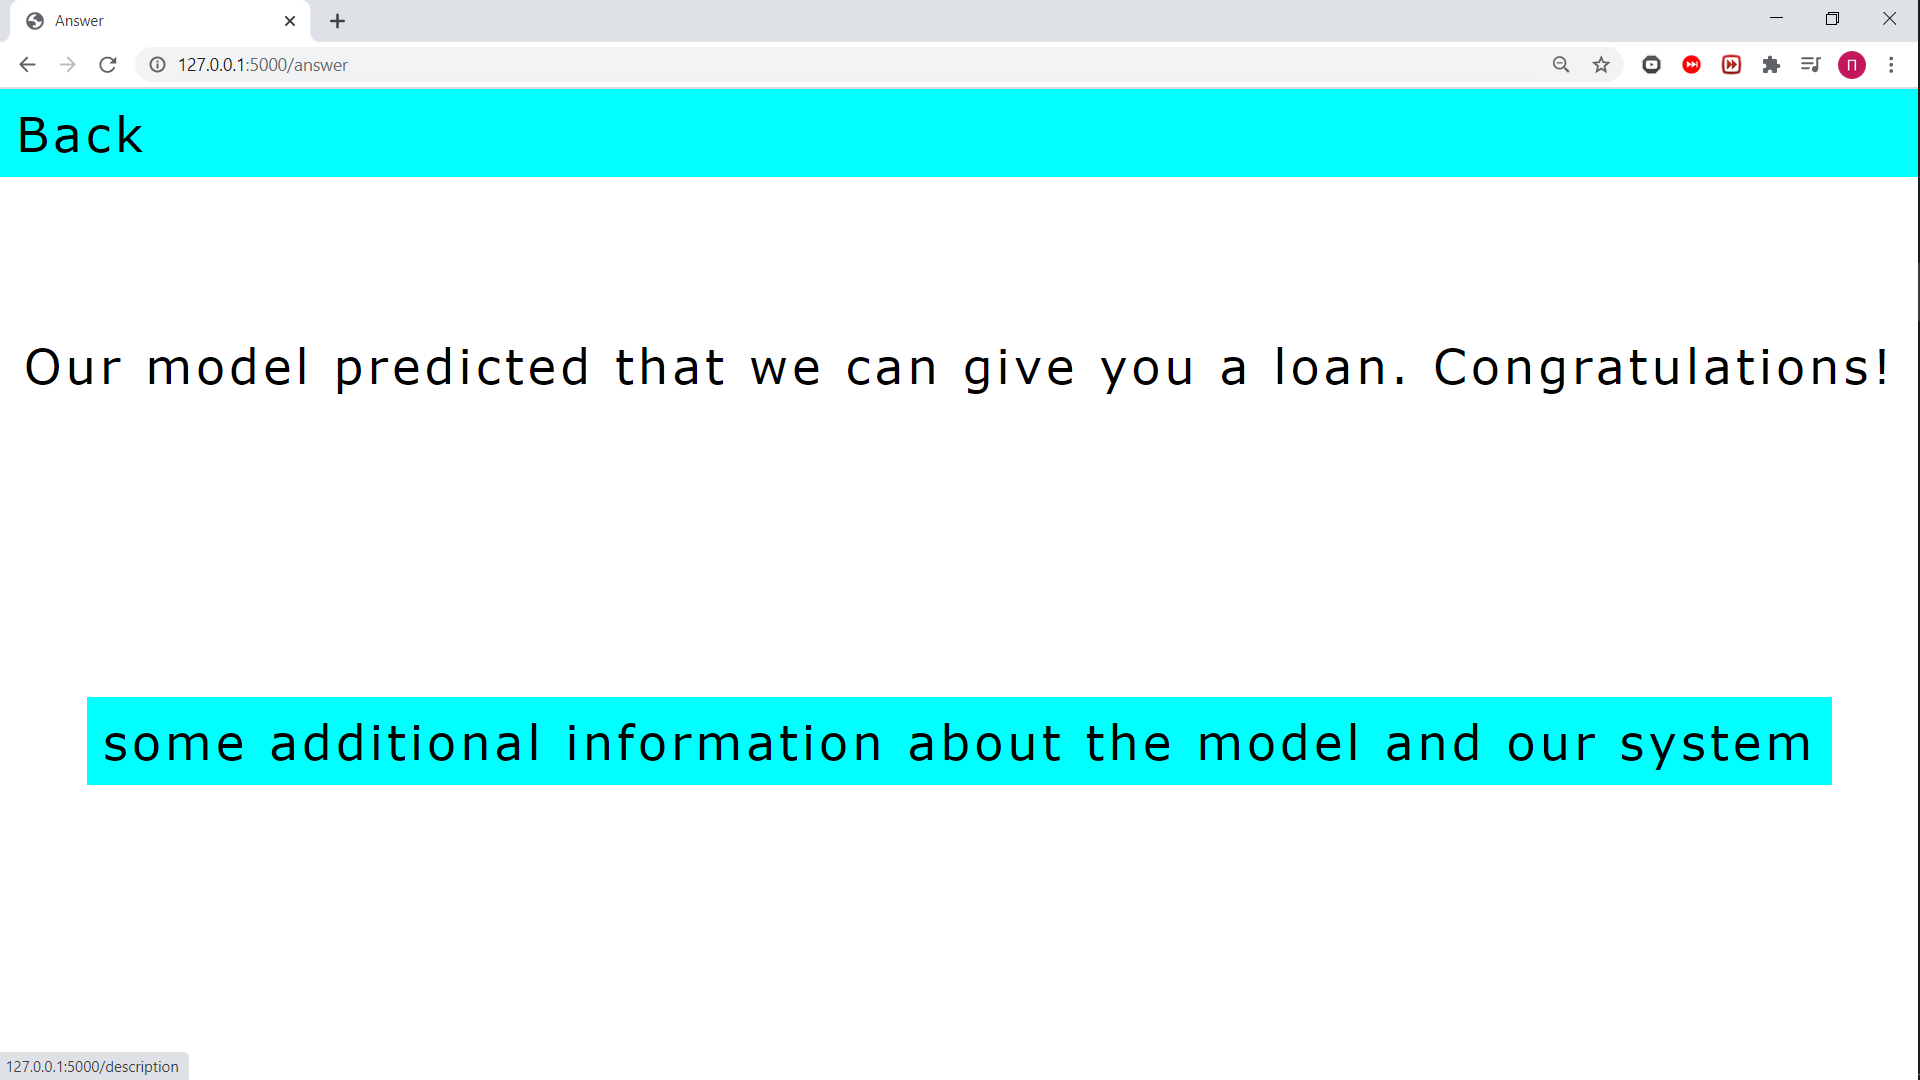 Answer
127.0.0.1:5000/answer
П
Back
Our model predicted that we can give you a loan. Congratulations!
some additional information about the model and our system
127.0.0.1:5000/description